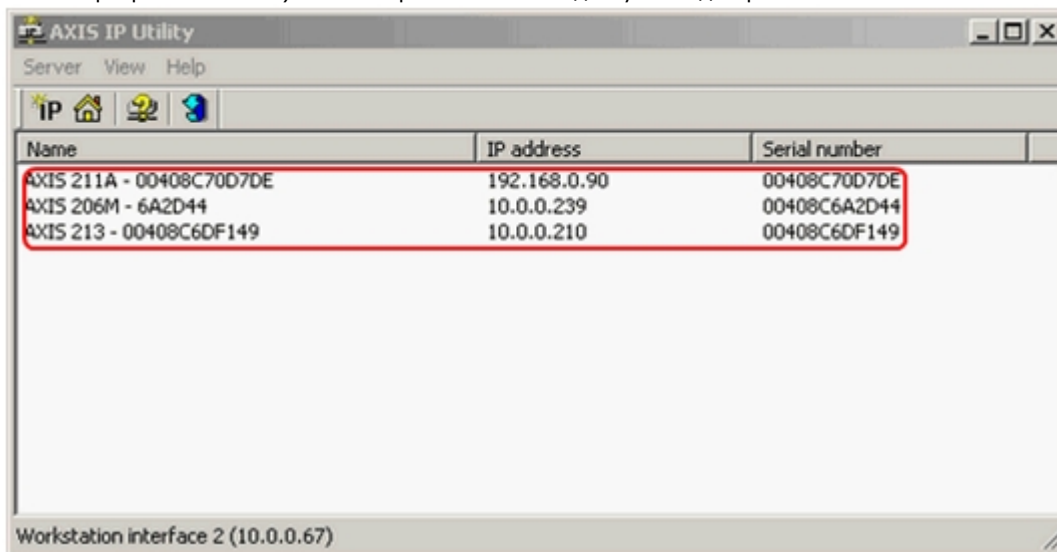 AXIS IP Utility
Server View Help
IP
Name IP address Serial number
AXIS 211A - 00408C70D7DE 192.168.0.90 00408C70D7DE
AXIS 206M - 6A2D44 10.0.0.239 00408C6A2D44
AXIS 213 - 00408C6DF149 10.0.0.210 00408C6DF149
Workstation interface 2 (10.0.0.67)